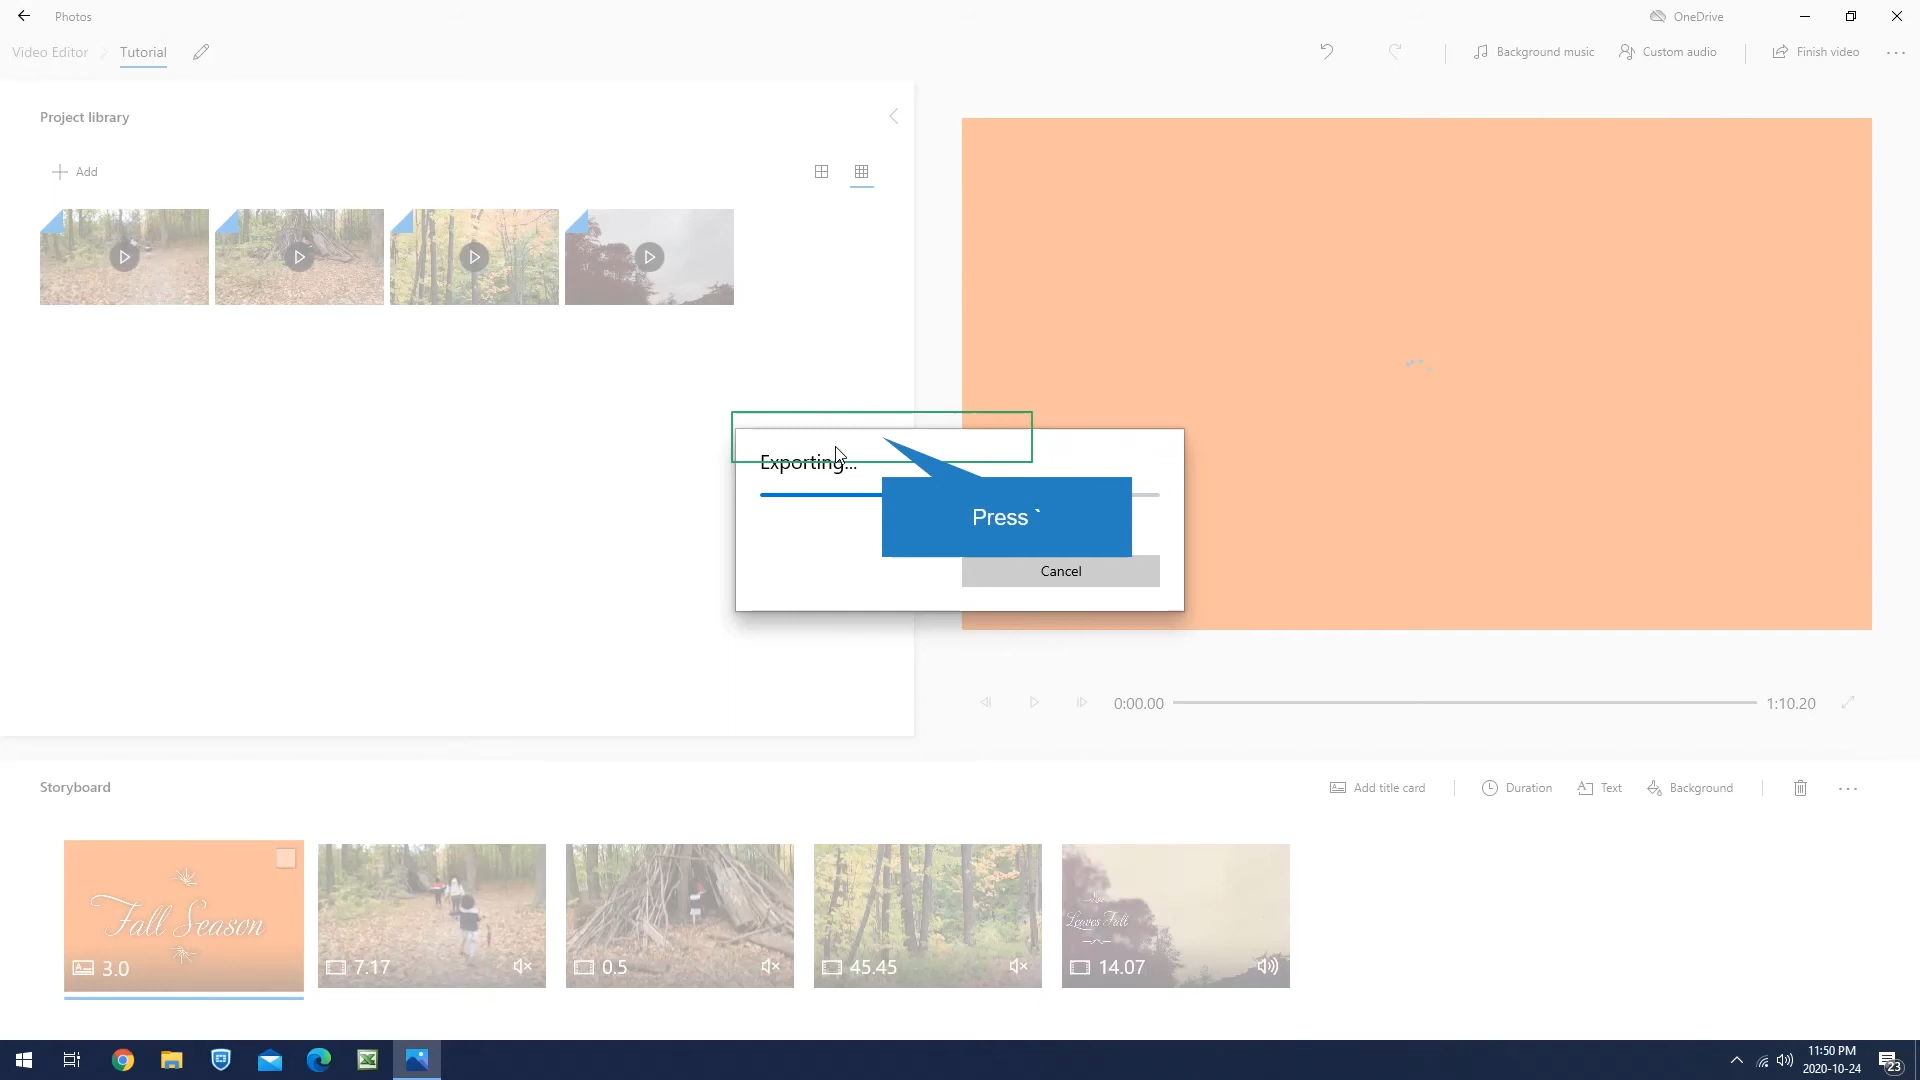 Photos
OneDrive
Video Editor
Tutorial
Background music
Custom audio
Finish video
Project library
Add
Exporting...
Press `
Cancel
0:00.00
1:10.20
Storyboard
Add title card
Duration
Text
Background
Fall Season
3.0
7.17
0.5
45.45
Leaves Fall
14.07
11:50 PM
2020-10-24
23